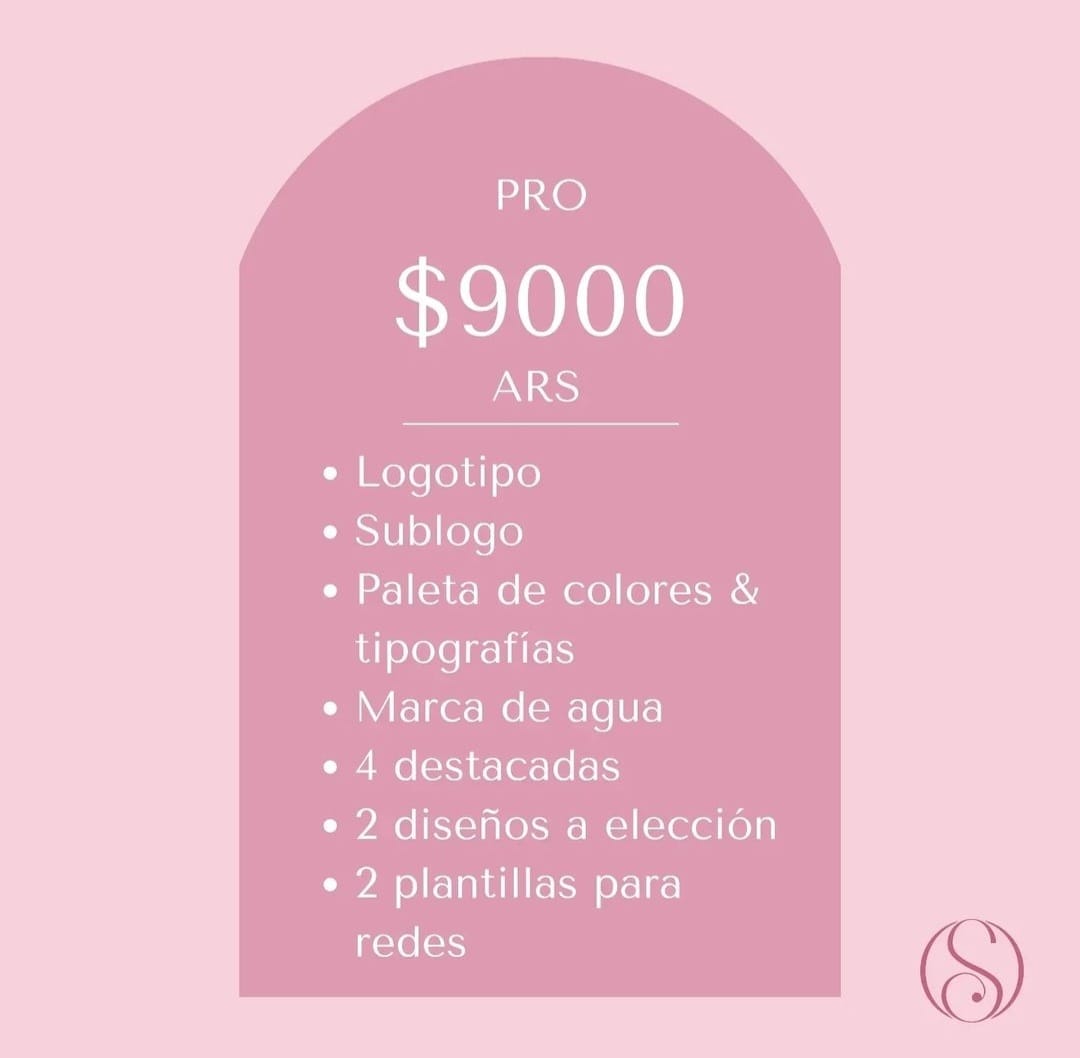 PRO
$9000
ARS
• Logotipo
• Sublogo
• Paleta de colores &
tipografías
• Marca de agua
• 4 destacadas
• 2 diseños a elección
• 2 plantillas para
redes